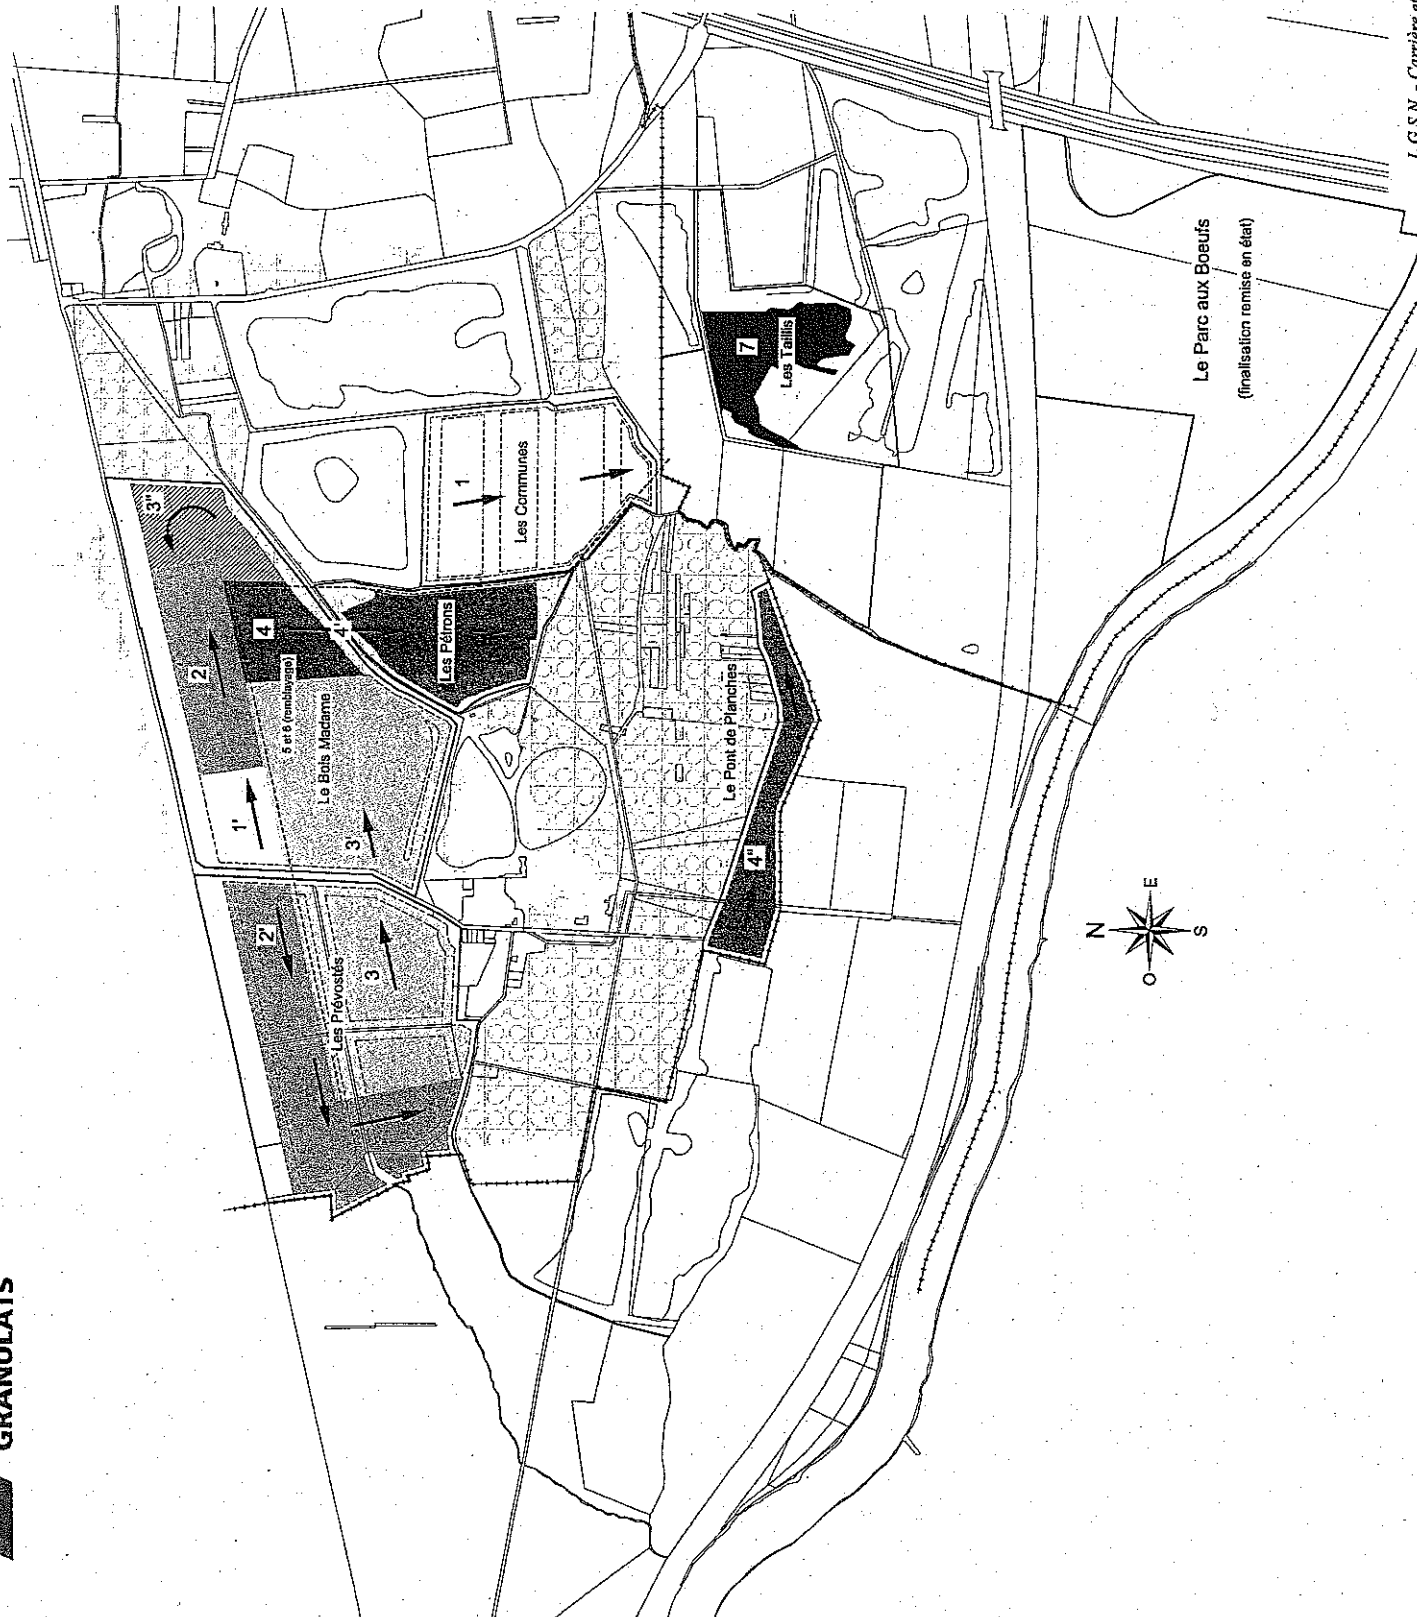 GRANULATS
3"
2
4
4'
5 et 6 (remblayage)
Le Bois Madame
Les Pétrons
1
Les Communes
1'
3'
2'
3
Les Prévostés
7
Les Taillis
Le Pont de Planches
4"
Le Parc aux Boeufs
(finalisation remise en état)
N
O
E
S
L.G.S.N. - Carrière